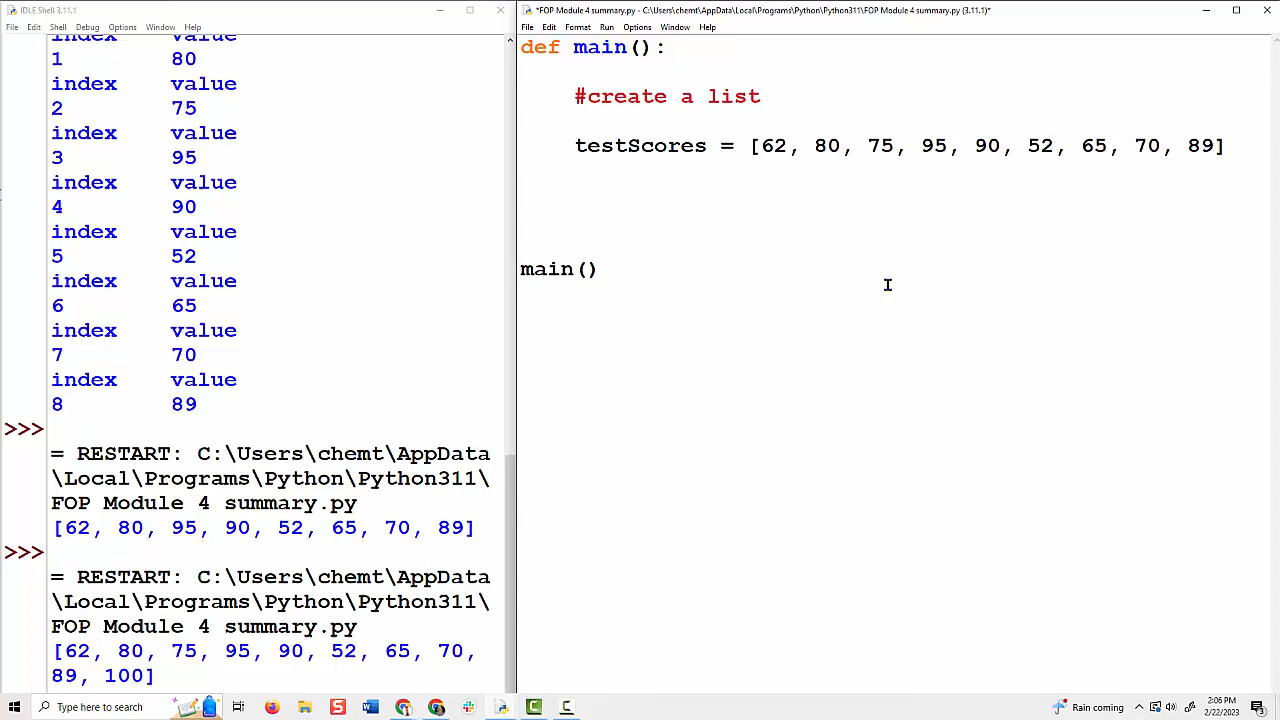 IDLE Shell 3.11.1
File Edit Shell Debug Options Window Help
index value
1 80
index value
2 75
index value
3 95
index value
4 90
index value
5 52
index value
6 65
index value
7 70
index value
8 89
>>>
= RESTART: C:\Users\chemt\AppData
\Local\Programs\Python\Python311\
FOP Module 4 summary.py
[62, 80, 95, 90, 52, 65, 70, 89]
>>>
= RESTART: C:\Users\chemt\AppData
\Local\Programs\Python\Python311\
FOP Module 4 summary.py
[62, 80, 75, 95, 90, 52, 65, 70,
89, 100]
*FOP Module 4 summary.py - C:\Users\chemt\AppData\Local\Programs\Python\Python311\FOP Module 4 summary.py (3.11.1)*
File Edit Format Run Options Window Help
def main():
#create a list
testScores = [62, 80, 75, 95, 90, 52, 65, 70, 89]
main()
Type here to search
Rain coming
2:06 PM
2/22/2023